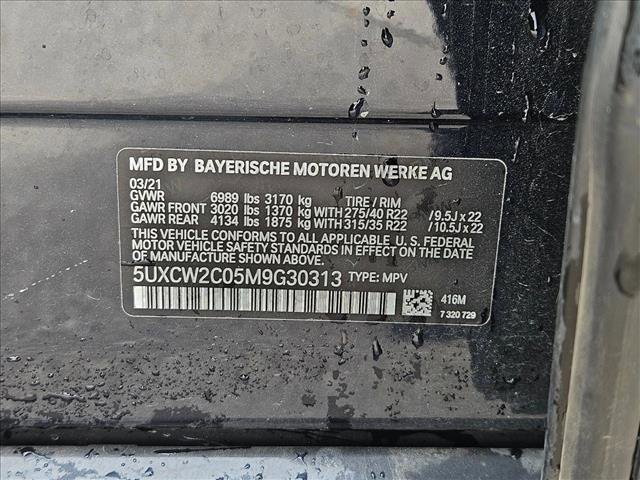 MFD BY BAYERISCHE MOTOREN WERKE AG
03/21
GVWR 6989 lbs 3170 kg TIRE / RIM
GAWR FRONT 3020 lbs 1370 kg WITH 275/40 R22 /9.5J x 22
GAWR REAR 4134 lbs 1875 kg WITH 315/35 R22 /10.5J x 22
THIS VEHICLE CONFORMS TO ALL APPLICABLE U. S. FEDERAL
MOTOR VEHICLE SAFETY STANDARDS IN EFFECT ON THE DATE
OF MANUFACTURE SHOWN ABOVE.
5UXCW2C05M9G30313 TYPE: MPV
416M
7 320 729